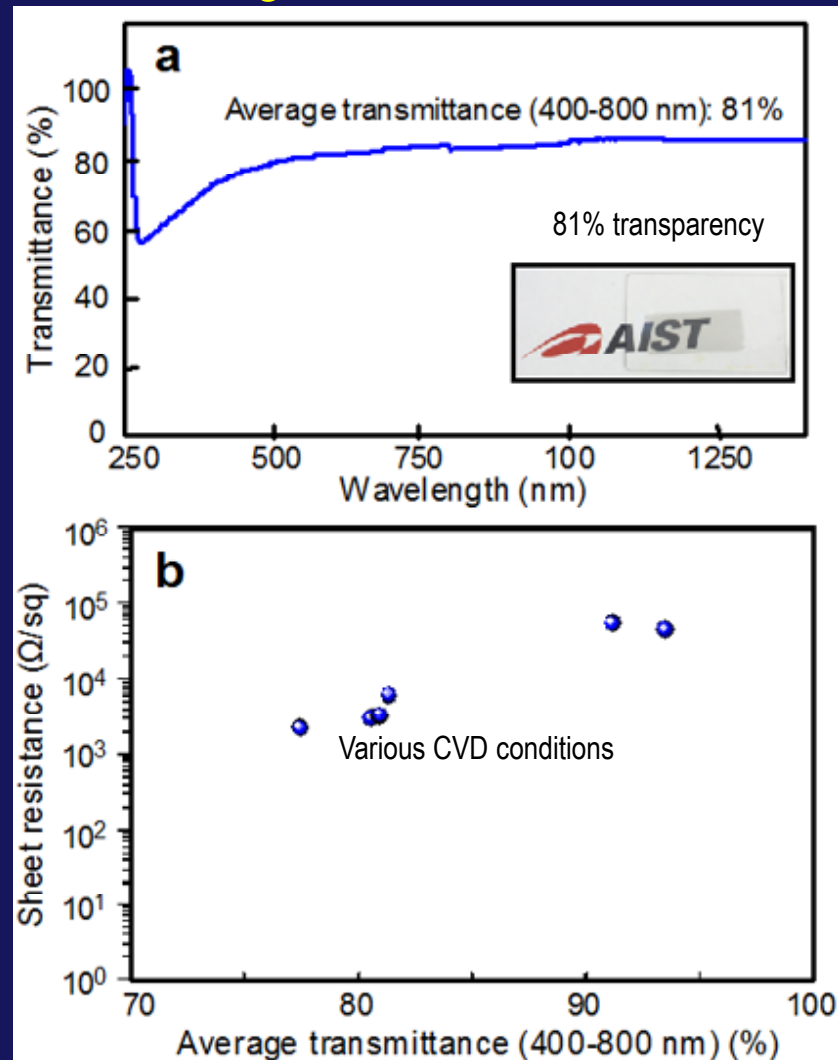 a
Average transmittance (400-800 nm): 81%
Transmittance (%)
100
80
60
40
20
0
81% transparency
AIST
250 500 750 100 1250
Wavelength (nm)
b
Sheet resistance (Ω/sq)
10⁶
10⁵
10⁴
10³
10²
10¹
10⁰
Various CVD conditions
70 80 90 100
Average transmittance (400-800 nm) (%)